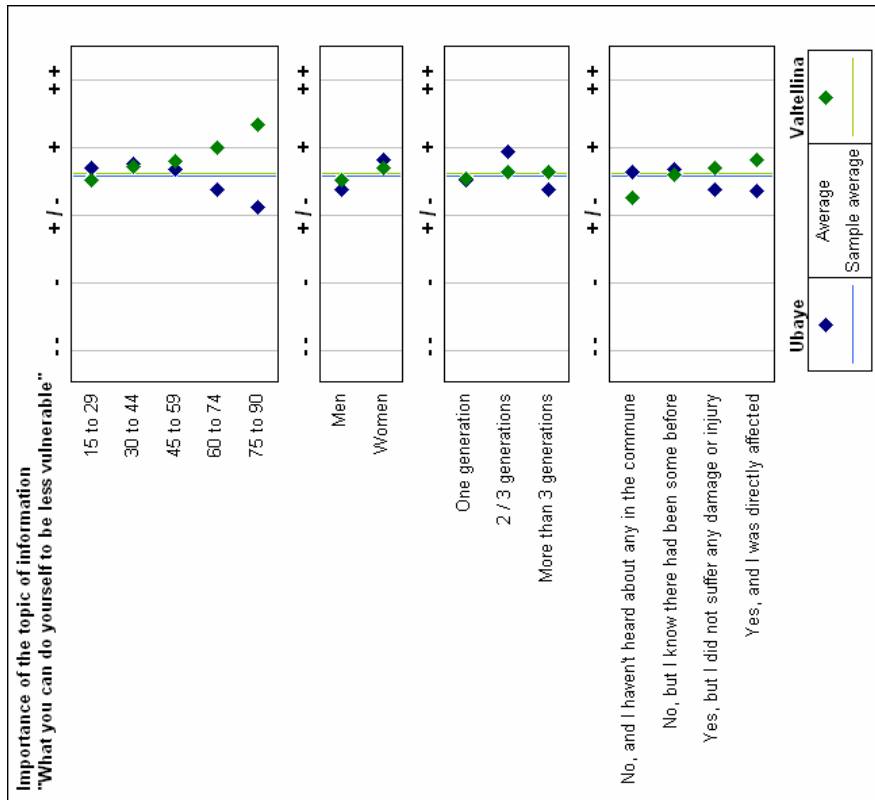 Importance of the topic of information
"What you can do yourself to be less vulnerable"
- -
-
+ / -
+
+ +
15 to 29
30 to 44
45 to 59
60 to 74
75 to 90
- -
-
+ / -
+
+ +
Men
Women
- -
-
+ / -
+
+ +
One generation
2 / 3 generations
More than 3 generations
- -
-
+ / -
+
+ +
No, and I haven't heard about any in the commune
No, but I know there had been some before
Yes, but I did not suffer any damage or injury
Yes, and I was directly affected
Ubaye
Valtellina
Average
Sample average